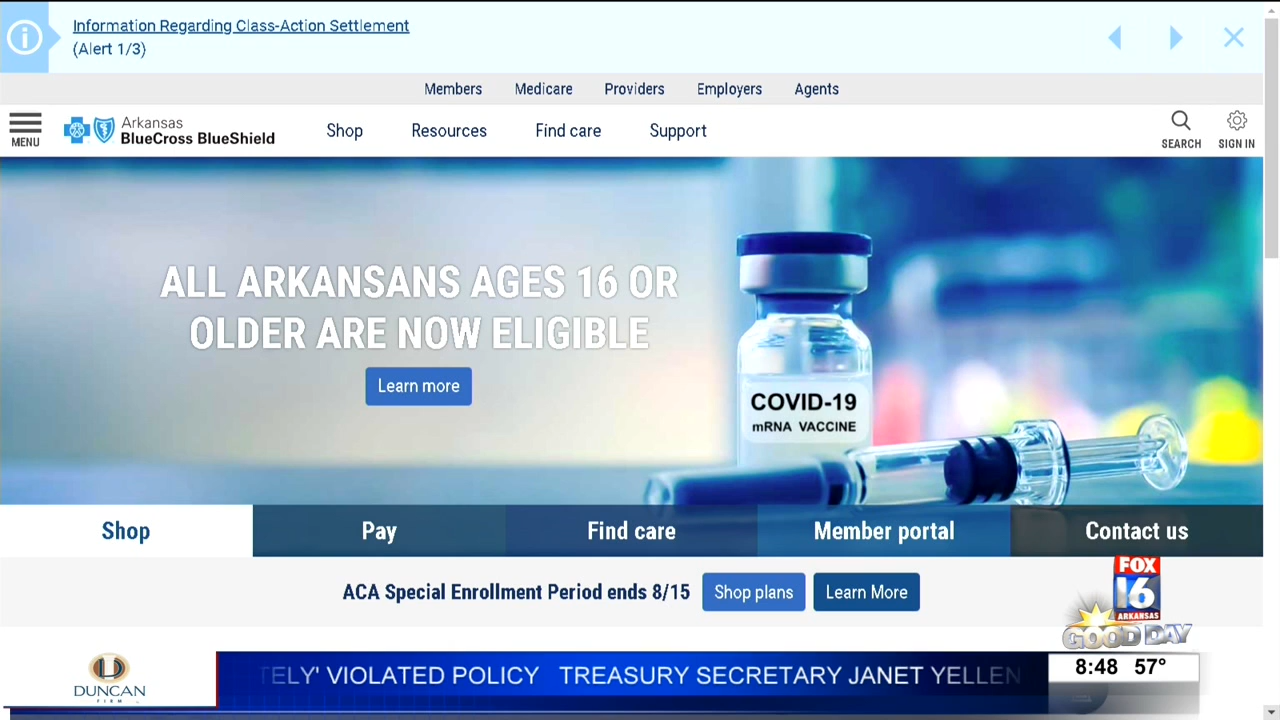 Information Regarding Class-Action Settlement
(Alert 1/3)
Members Medicare Providers Employers Agents
MENU
Arkansas
BlueCross BlueShield
Shop Resources Find care Support
SEARCH SIGN IN
ALL ARKANSANS AGES 16 OR
OLDER ARE NOW ELIGIBLE
Learn more
COVID-19
mRNA VACCINE
Shop Pay Find care Member portal Contact us
ACA Special Enrollment Period ends 8/15 Shop plans Learn More
FOX
16
ARKANSAS
GOOD DAY
8:48 57°
DUNCAN
FIRM
TELY' VIOLATED POLICY TREASURY SECRETARY JANET YELLEN